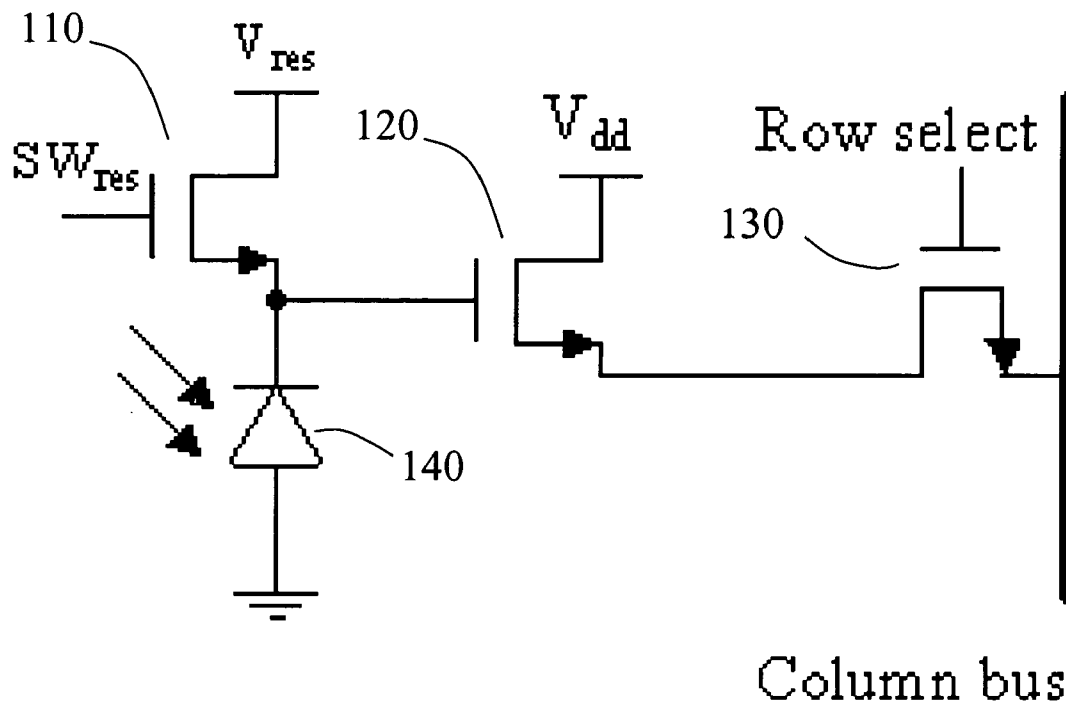 110
V res
120
V dd
Row select
SW res
130
140
Column bus